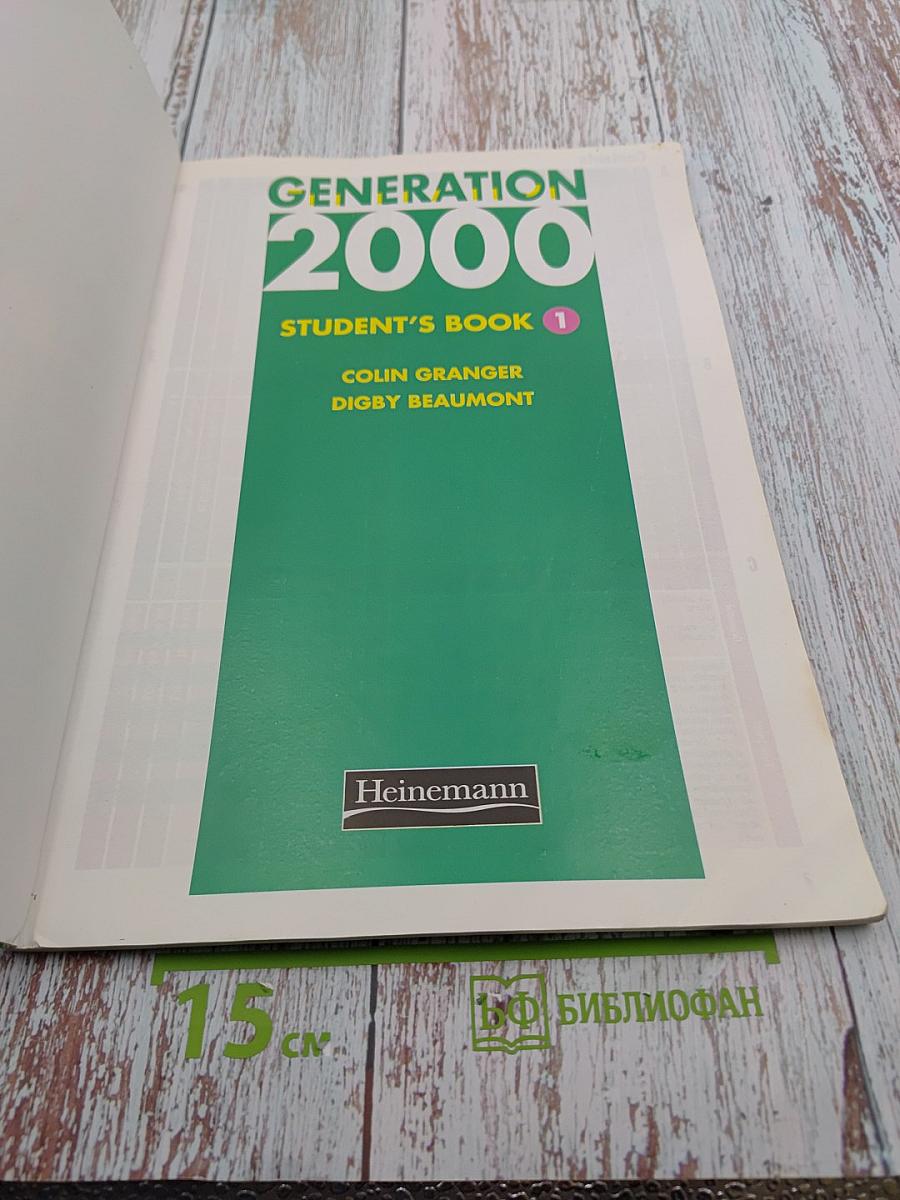 GENERATION
2000
STUDENT'S BOOK 1
COLIN GRANGER
DIGBY BEAUMONT
Heinemann
15 см
БФ БИБЛИОФАН